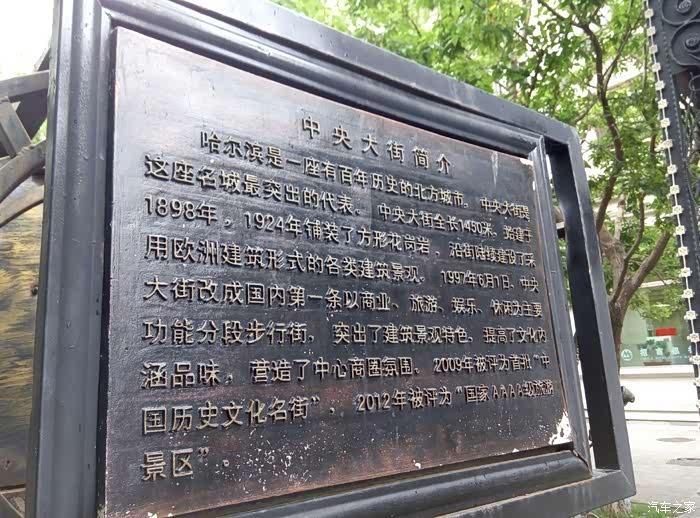 中央大街简介
哈尔滨是一座有百年历史的北方城市。中央大街是
这座名城最突出的代表。中央大街全长1450米，始建于
1898年，1924年铺装了方形花岗岩，沿街陆续建设了采
用欧洲建筑形式的各类建筑景观。1997年6月1日，中央
大街改成国内第一条以商业、旅游、娱乐、休闲为主要
功能分段步行街，突出了建筑景观特色，提高了文化内
涵品味，营造了中心商圈氛围。2009年被评为首批“中
国历史文化名街”，2012年被评为“国家AAAA级旅游
景区”
汽车之家